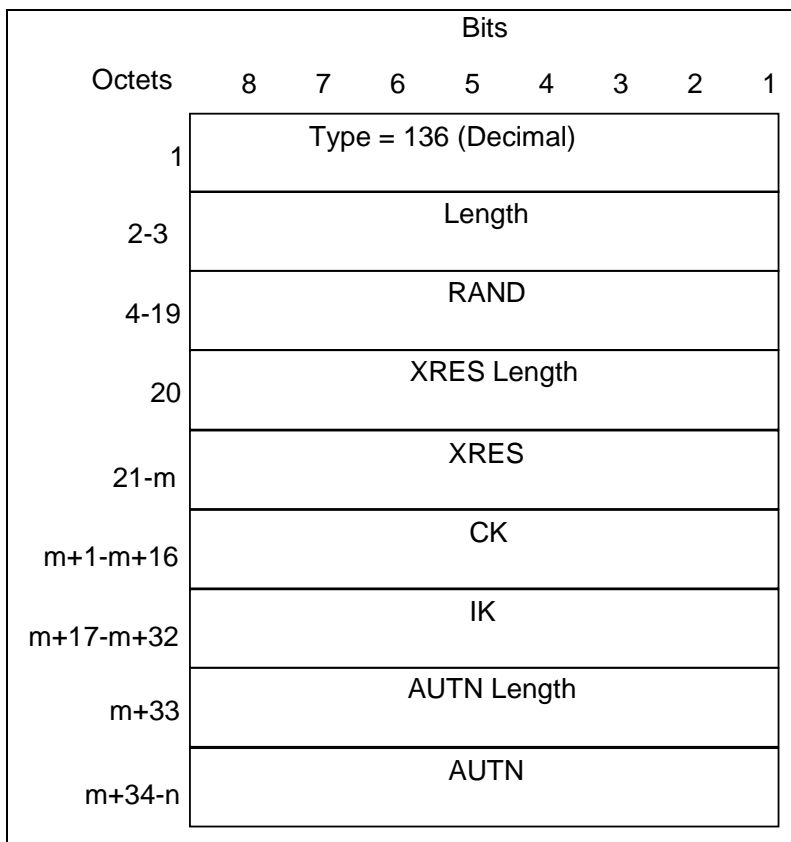 Bits
Octets 8 7 6 5 4 3 2 1
1 Type = 136 (Decimal)
2-3 Length
4-19 RAND
20 XRES Length
21-m XRES
m+1-m+16 CK
m+17-m+32 IK
m+33 AUTN Length
m+34-n AUTN